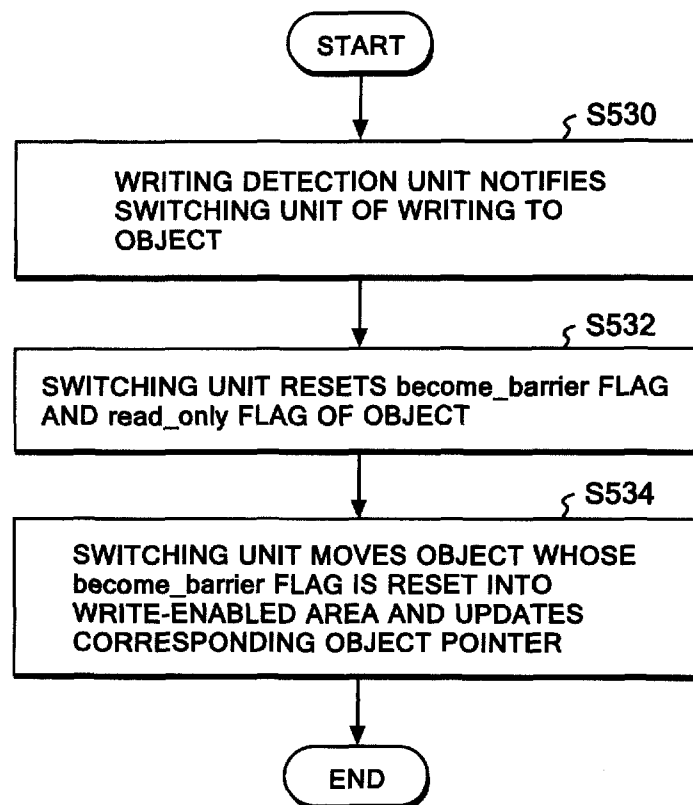 START
S530
WRITING DETECTION UNIT NOTIFIES
SWITCHING UNIT OF WRITING TO
OBJECT
S532
SWITCHING UNIT RESETS become_barrier FLAG
AND read_only FLAG OF OBJECT
S534
SWITCHING UNIT MOVES OBJECT WHOSE
become_barrier FLAG IS RESET INTO
WRITE-ENABLED AREA AND UPDATES
CORRESPONDING OBJECT POINTER
END